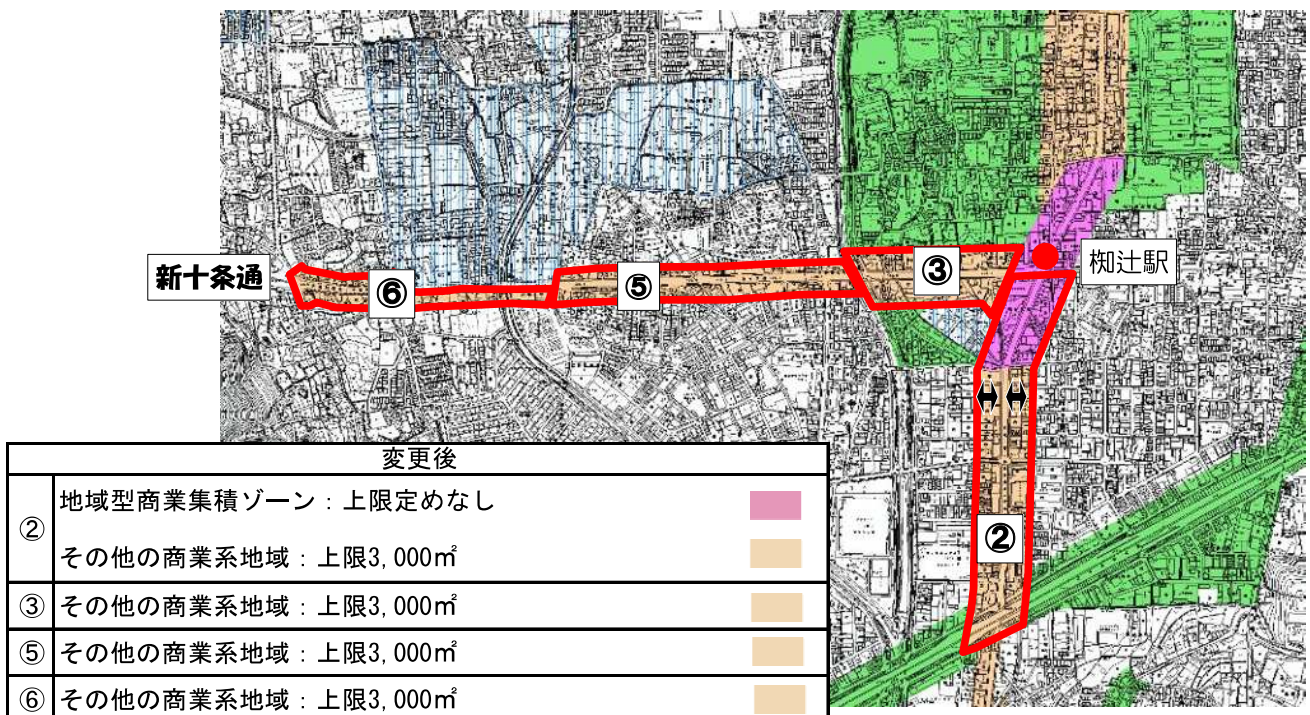 新十条通
⑥
⑤
③
椥辻駅
②
変更後
② 地域型商業集積ゾーン：上限定めなし
その他の商業系地域：上限3,000㎡
③ その他の商業系地域：上限3,000㎡
⑤ その他の商業系地域：上限3,000㎡
⑥ その他の商業系地域：上限3,000㎡